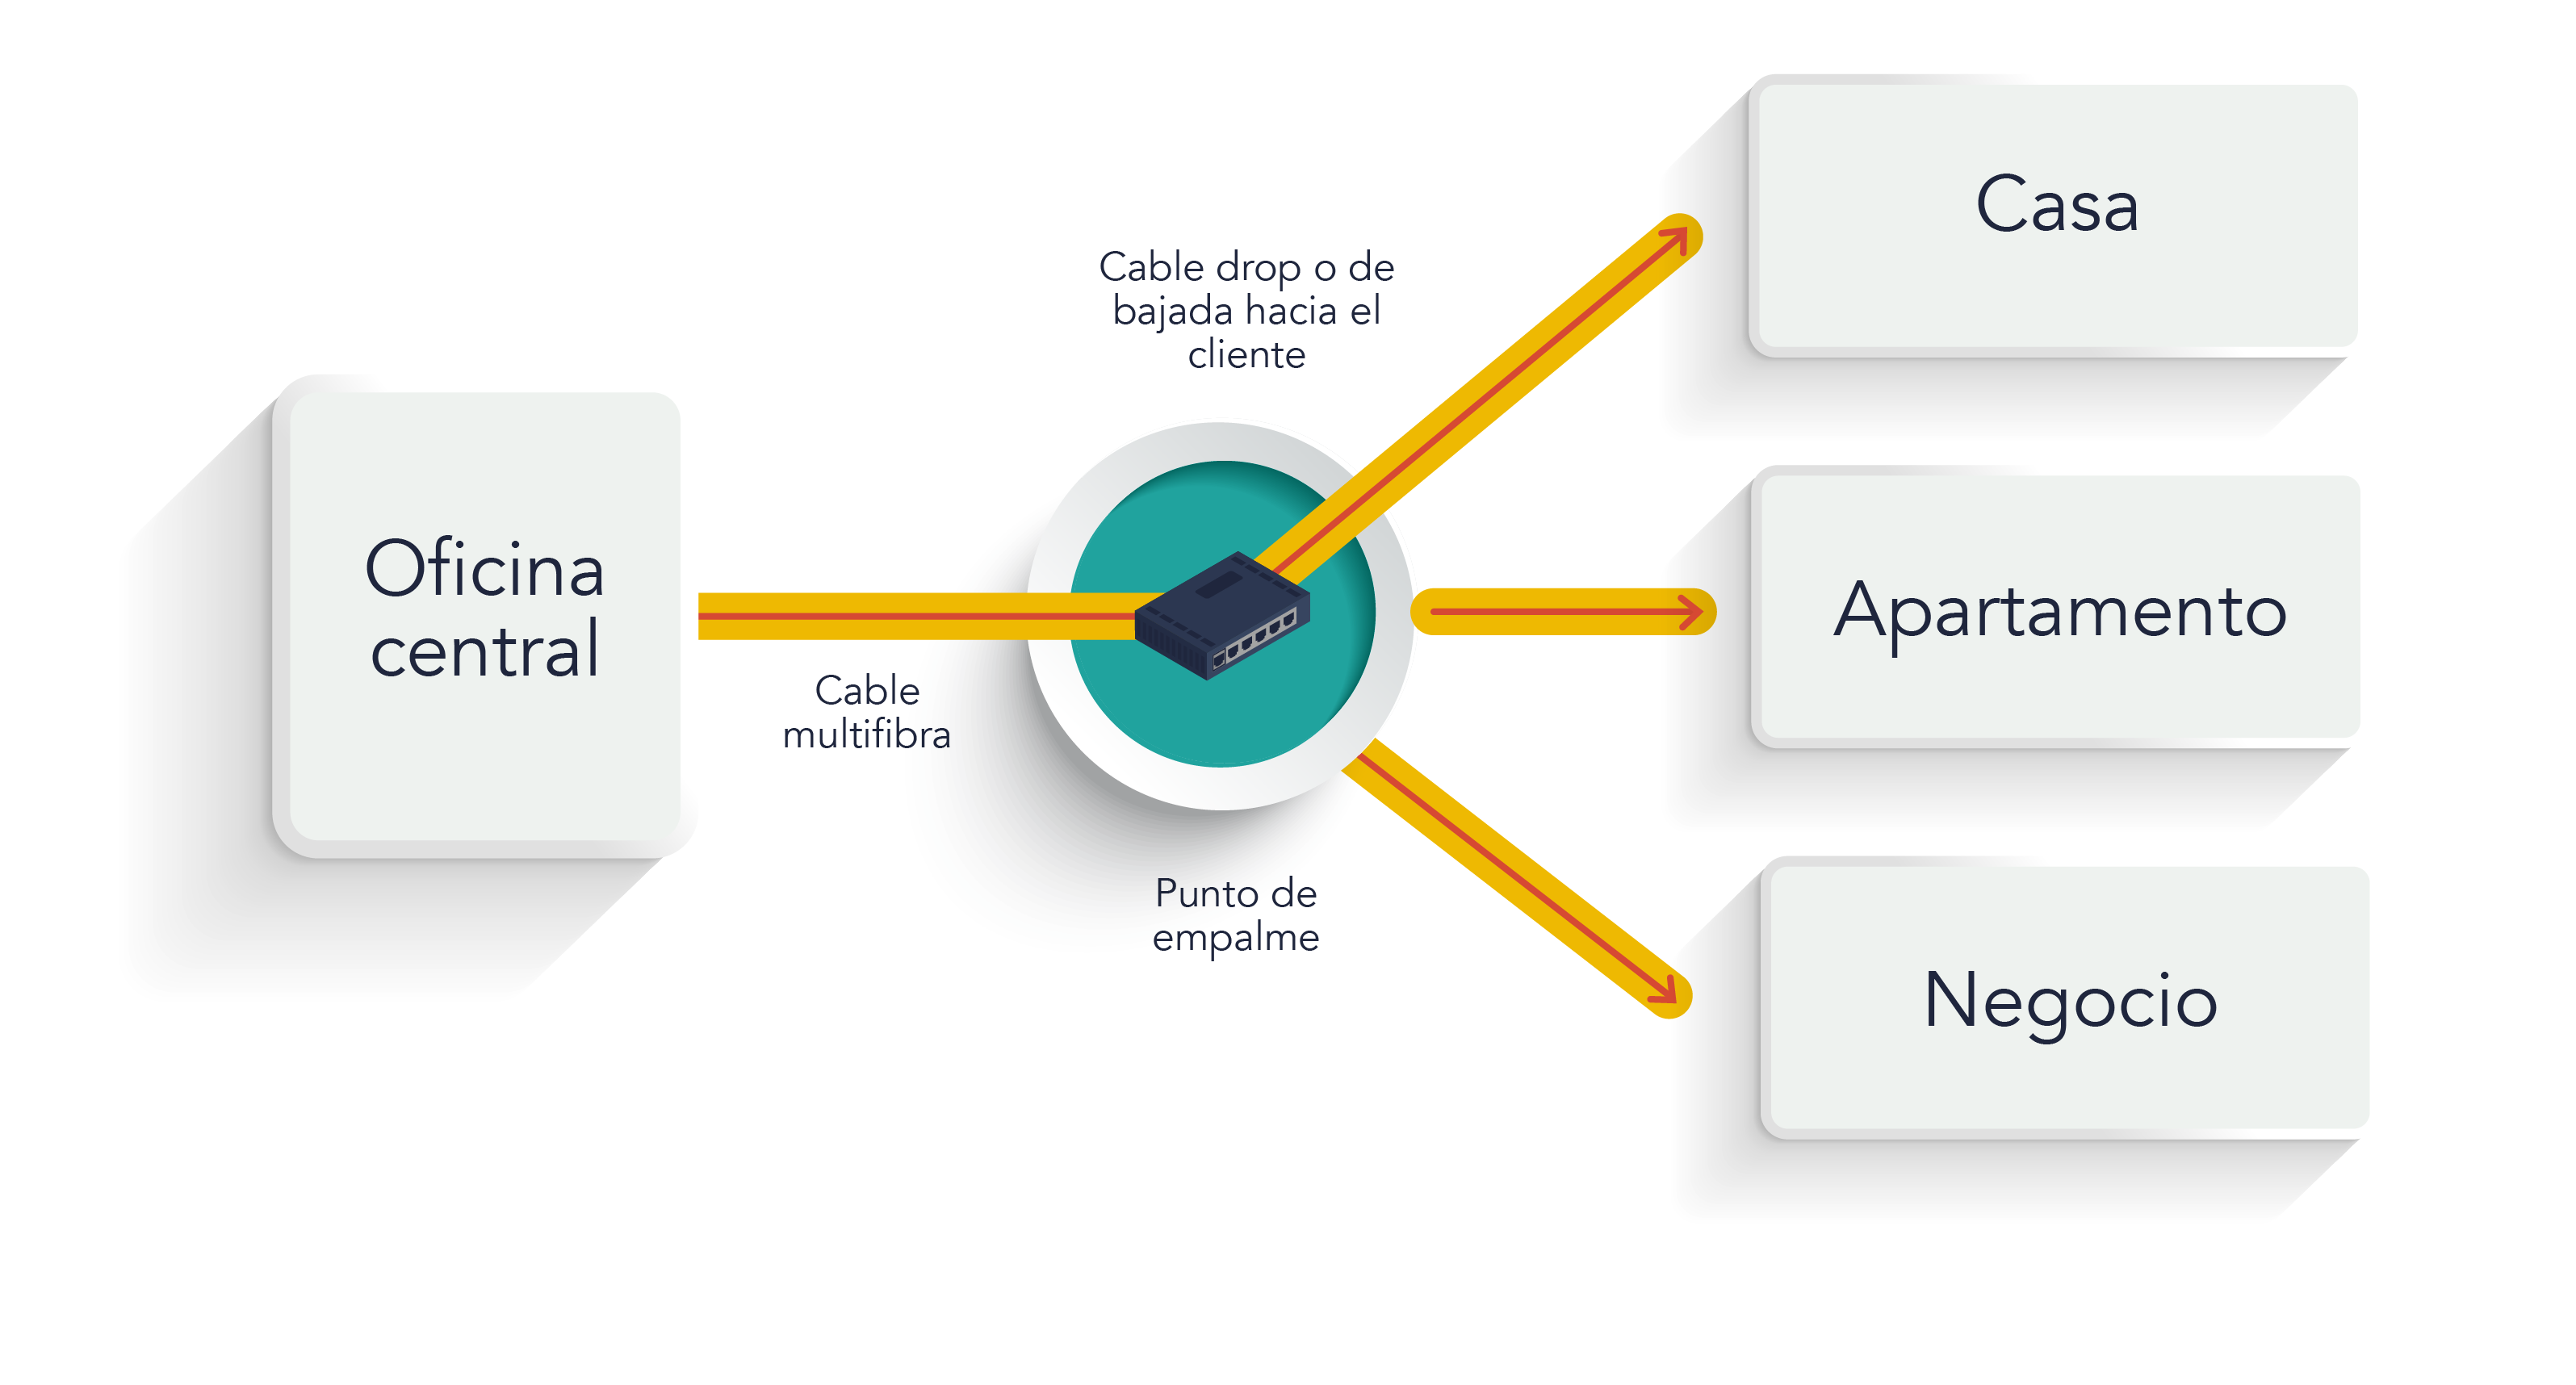 Oficina
central
Cable
multifibra
Cable drop o de
bajada hacia el
cliente
Punto de
empalme
Casa
Apartamento
Negocio